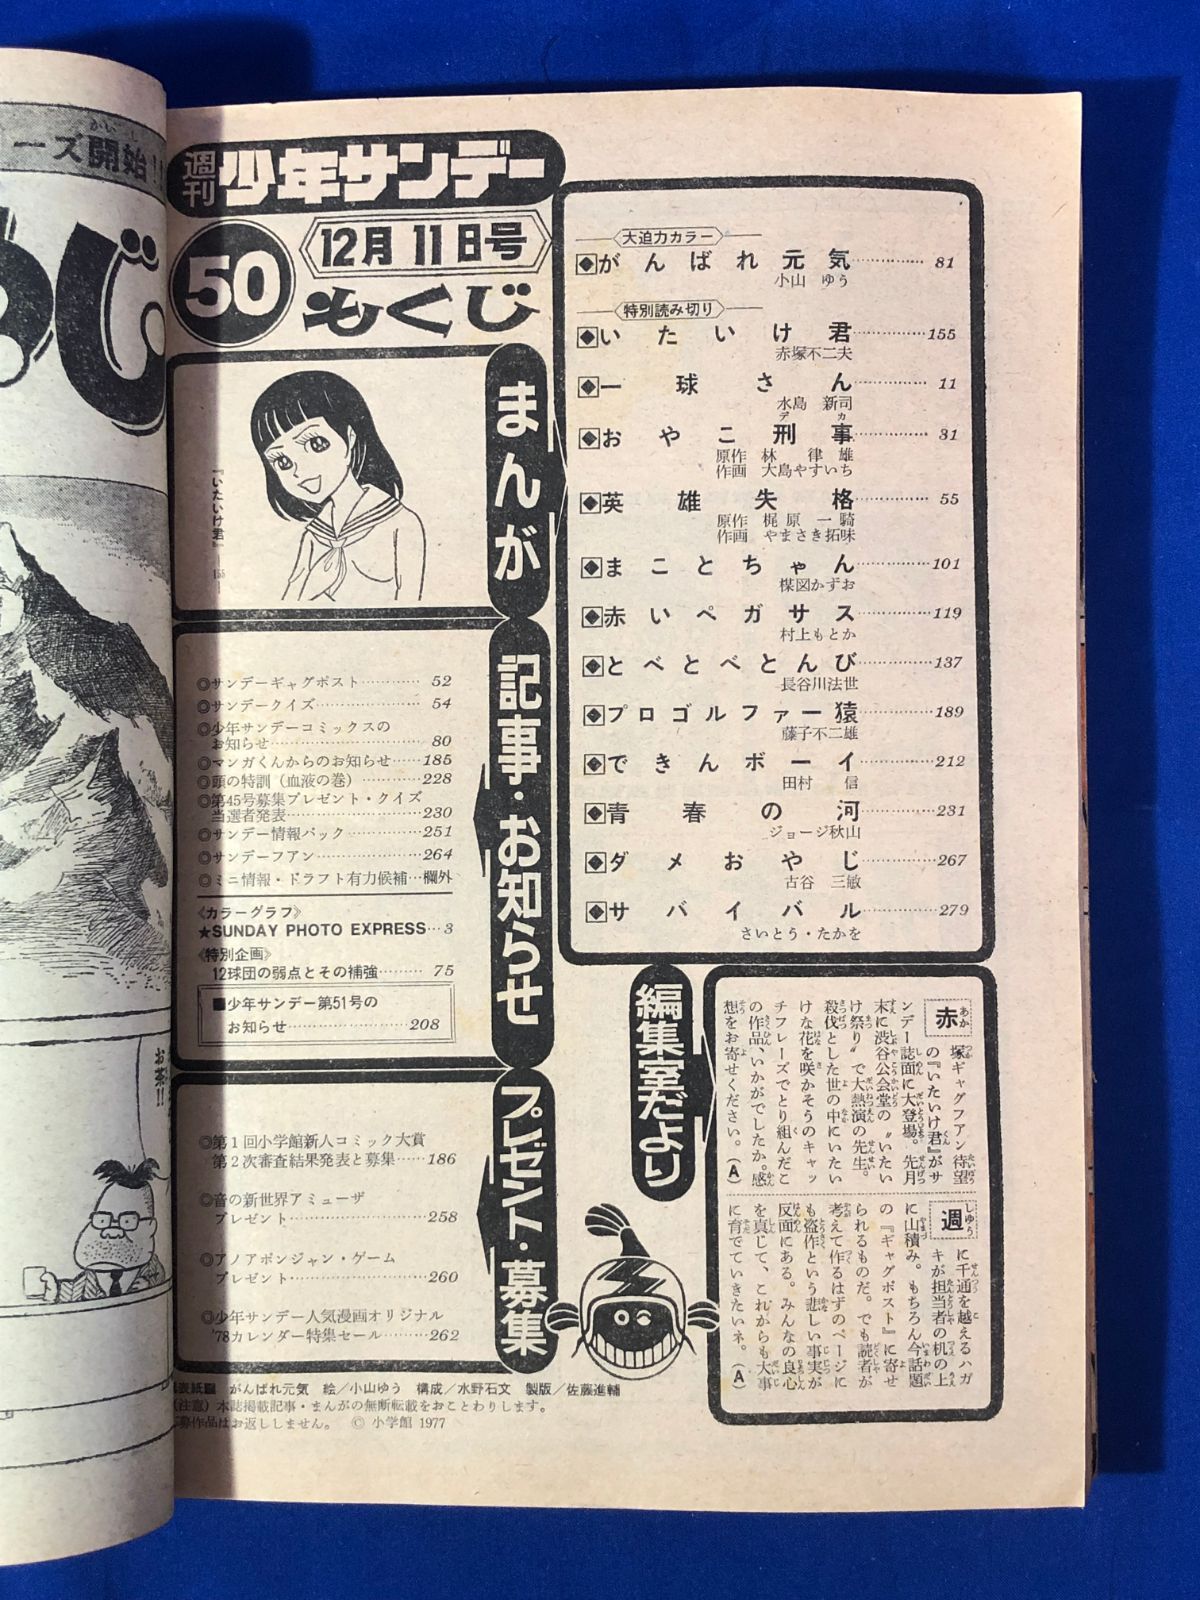 ーズ開始!!
かいし
じ
お茶!!
週刊少年サンデー
50
12月11日号
もくじ
まんが
『いたいけ君』 155
大迫力カラー
がんばれ元気…………81
小山ゆう
特別読み切り
いたいけ君…………155
赤塚不二夫
一球さん…………11
水島新司
デカ
おやこ刑事…………31
原作 林律雄
作画 大島やすいち
英雄失格…………55
原作 梶原一騎
作画 やまさき拓味
まことちゃん…………101
楳図かずお
赤いペガサス…………119
村上もとか
とべとべとんび…………137
長谷川法世
プロゴルファー猿…………189
藤子不二雄
できんボーイ…………212
田村信
青春の河…………231
ジョージ秋山
ダメおやじ…………267
古谷三敏
サバイバル…………279
さいとう・たかを
記事・お知らせ
◎サンデーギャグポスト…………52
◎サンデークイズ…………54
◎少年サンデーコミックスの
お知らせ…………80
◎マンガくんからのお知らせ……185
◎頭の特訓(血液の巻)…………228
◎第45号募集プレゼント・クイズ
当選者発表…………230
◎サンデー情報パック…………251
◎サンデーフアン…………264
◎ミニ情報・ドラフト有力候補…欄外
《カラーグラフ》
★SUNDAY PHOTO EXPRESS…3
《特別企画》
12球団の弱点とその補強………75
■少年サンデー第51号の
お知らせ…………208
プレゼント・募集
◎第1回小学館新人コミック大賞
第2次審査結果発表と募集……186
◎音の新世界アミューザ
プレゼント…………258
◎アノアポンジャン・ゲーム
プレゼント…………260
◎少年サンデー人気漫画オリジナル
'78カレンダー特集セール………262
編集室だより
赤塚ギャグフアン待望
の『いたいけ君』がサ
ンデー誌面に大登場。先月
末に渋谷公会堂の〝いたい
け祭り〟で大熱演の先生。
殺伐とした世の中にいたい
けな花を咲かそうのキャッ
チフレーズでとり組んだこ
の作品、いかがでしたか。感
想をお寄せください。(A)
週に千通を越えるハガ
キが担当者の机の上
に山積み。もちろん今話題
の『ギャグポスト』に寄せ
られるものだ。でも読者が
考えて作るはずのページに
も盗作という悲しい事実が
反面にある。みんなの良心
を真じて、これからも大事
に育てていきたいネ。(A)
表紙 がんばれ元気 絵/小山ゆう 構成/水野石文 製版/佐藤進輔
(注意)本誌掲載記事・まんがの無断転載をおことわりします。
募作品はお返ししません。 © 小学館 1977